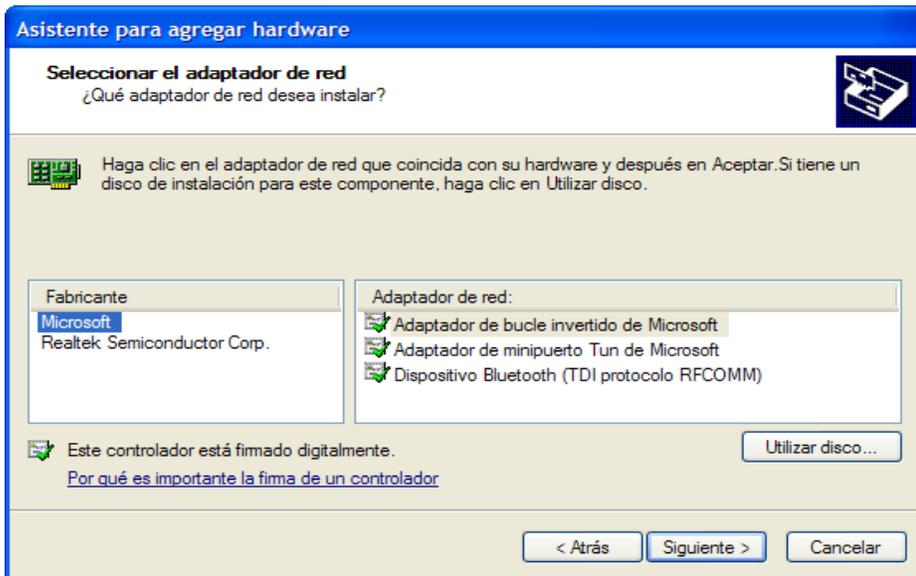 Asistente para agregar hardware
Seleccionar el adaptador de red
¿Qué adaptador de red desea instalar?
Haga clic en el adaptador de red que coincida con su hardware y después en Aceptar.Si tiene un
disco de instalación para este componente, haga clic en Utilizar disco.
Fabricante
Microsoft
Realtek Semiconductor Corp.
Adaptador de red:
Adaptador de bucle invertido de Microsoft
Adaptador de minipuerto Tun de Microsoft
Dispositivo Bluetooth (TDI protocolo RFCOMM)
Este controlador está firmado digitalmente.
Por qué es importante la firma de un controlador
Utilizar disco...
< Atrás
Siguiente >
Cancelar